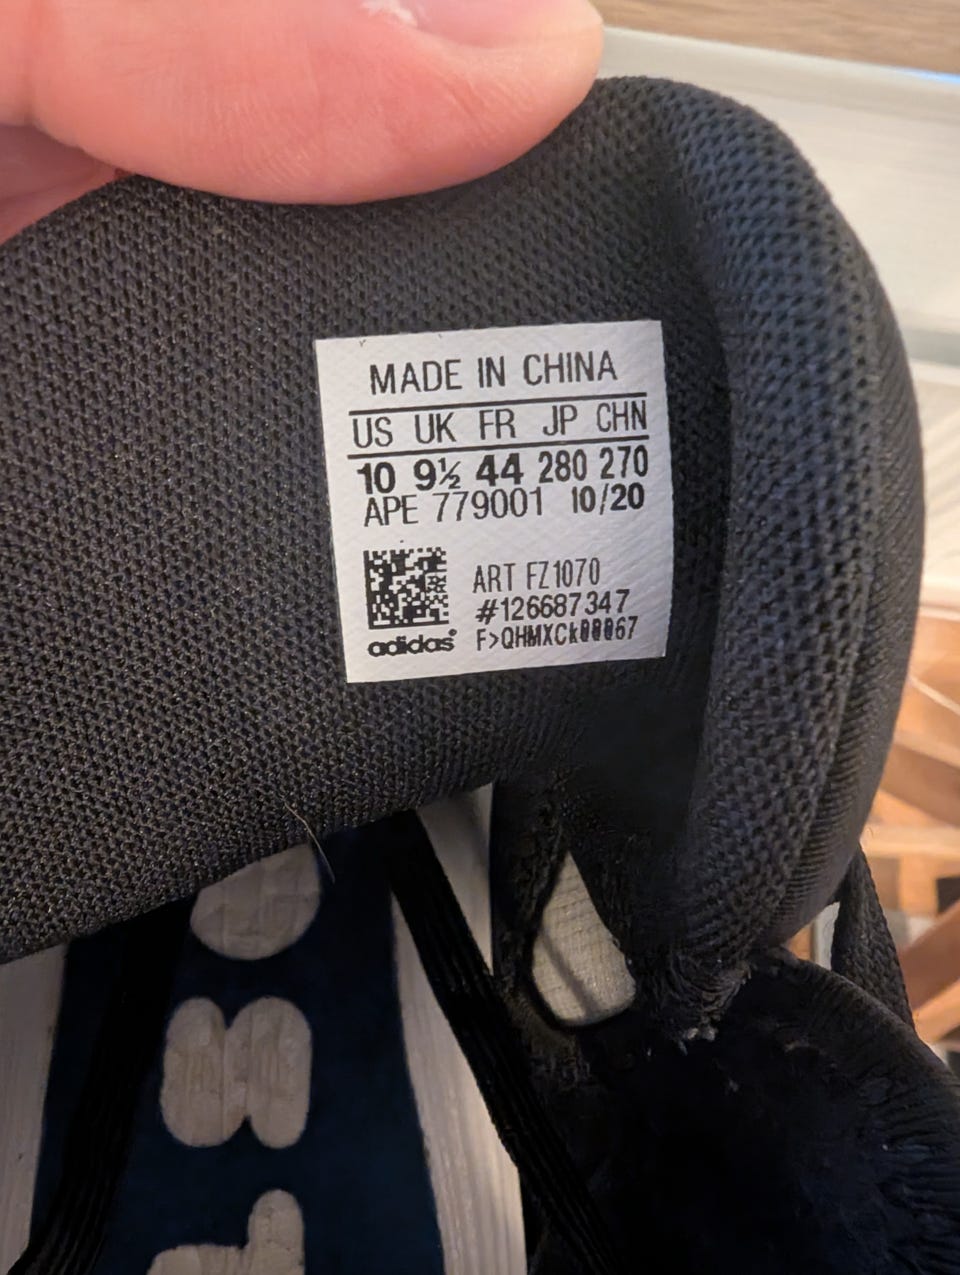 MADE IN CHINA
US UK FR JP CHN
10 9½ 44 280 270
APE 779001 10/20
ART FZ1070
#126687347
adidas® F>QHMXCk00067